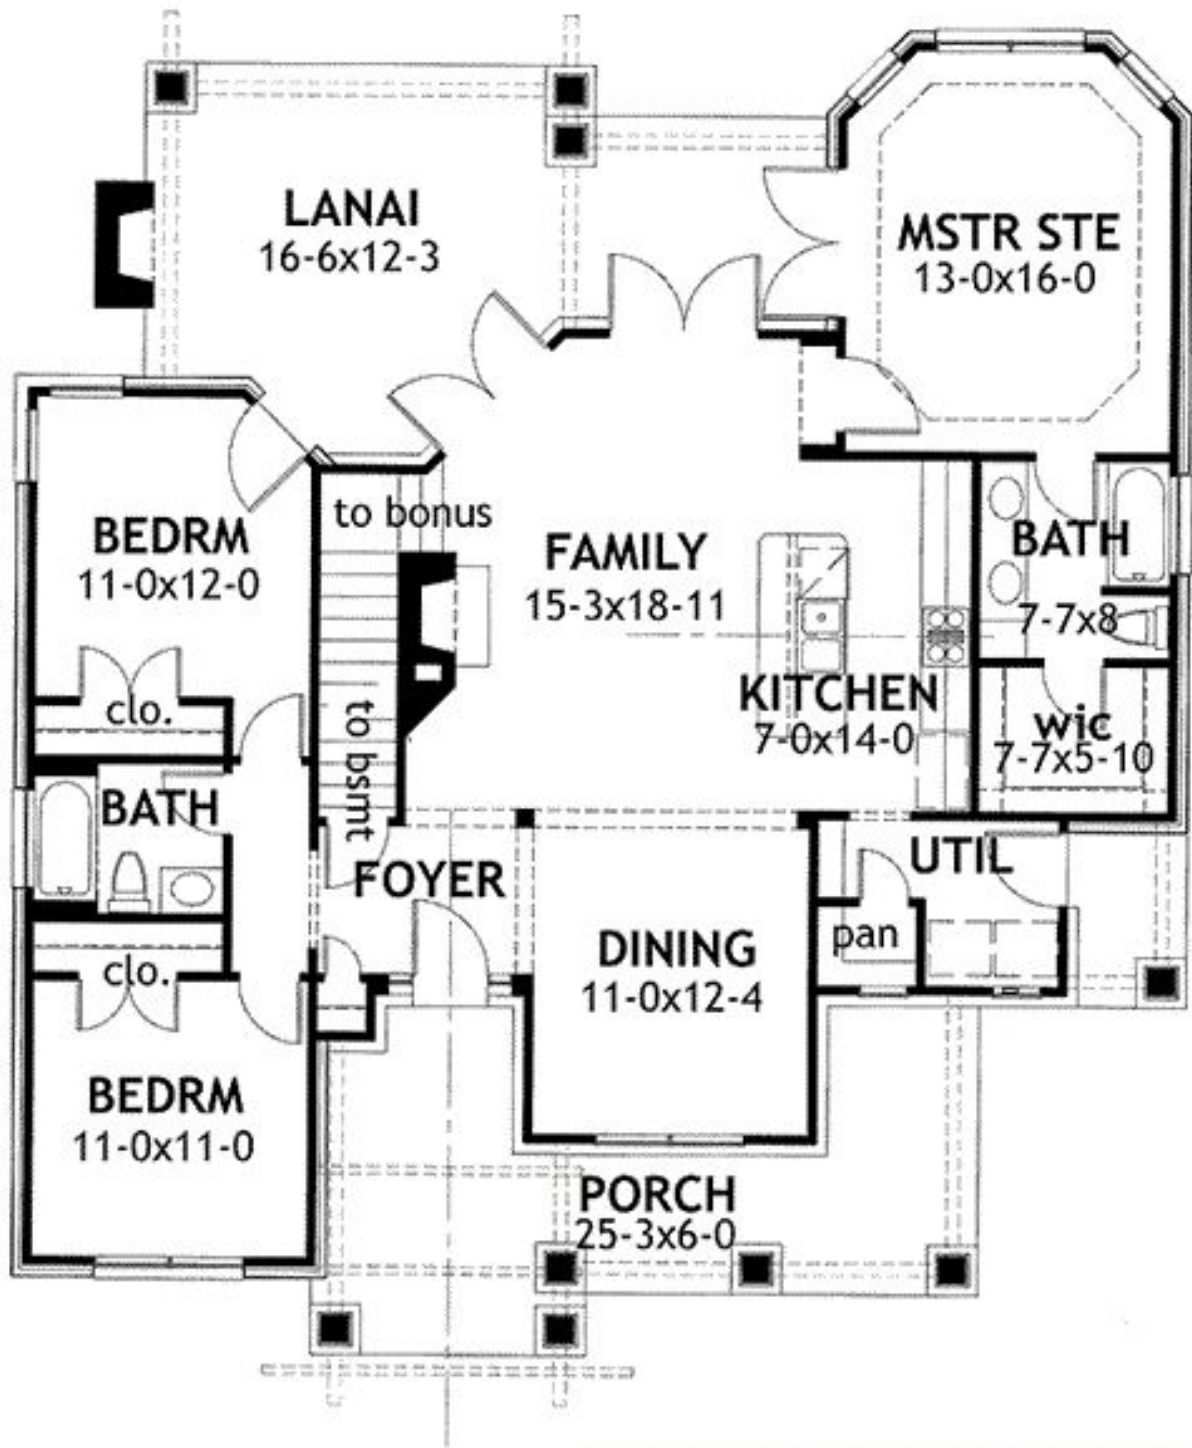 LANAI
16-6x12-3
MSTR STE
13-0x16-0
to bonus
BEDRM
11-0x12-0
FAMILY
15-3x18-11
BATH
7-7x8
KITCHEN
7-0x14-0
wic
7-7x5-10
clo.
to bsmt
BATH
FOYER
UTIL
pan
DINING
11-0x12-4
clo.
BEDRM
11-0x11-0
PORCH
25-3x6-0